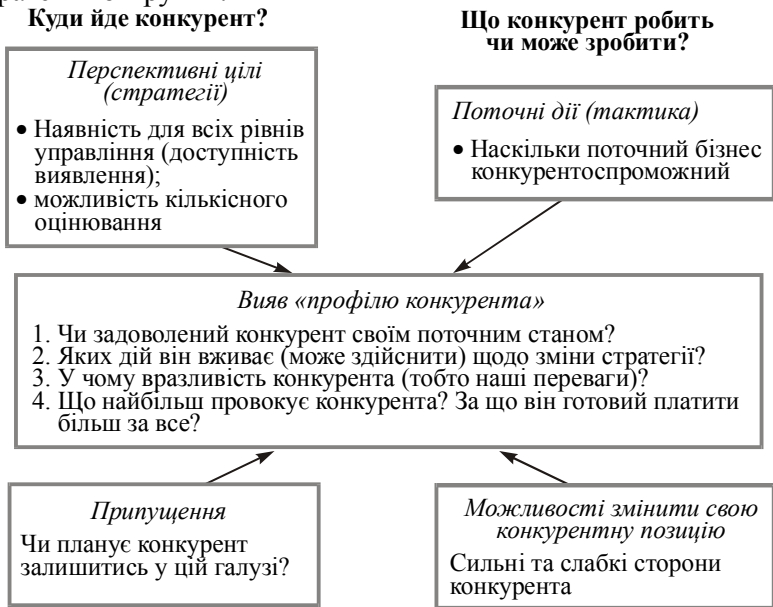 Куди йде конкурент?
Що конкурент робить
чи може зробити?
Перспективні цілі
(стратегії)
• Наявність для всіх рівнів
управління (доступність
виявлення);
• можливість кількісного
оцінювання
Поточні дії (тактика)
• Наскільки поточний бізнес
конкурентоспроможний
Вияв «профілю конкурента»
1. Чи задоволений конкурент своїм поточним станом?
2. Яких дій він вживає (може здійснити) щодо зміни стратегії?
3. У чому вразливість конкурента (тобто наші переваги)?
4. Що найбільш провокує конкурента? За що він готовий платити
більш за все?
Припущення
Чи планує конкурент
залишитись у цій галузі?
Можливості змінити свою
конкурентну позицію
Сильні та слабкі сторони
конкурента